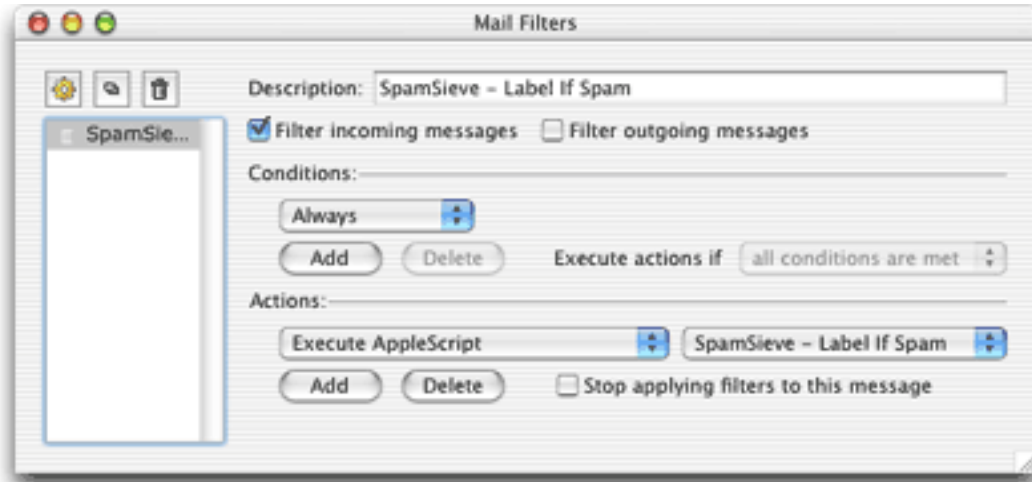 Mail Filters
Description: SpamSieve – Label If Spam
SpamSie...
Filter incoming messages Filter outgoing messages
Conditions:
Always
Add Delete Execute actions if all conditions are met
Actions:
Execute AppleScript SpamSieve – Label If Spam
Add Delete Stop applying filters to this message